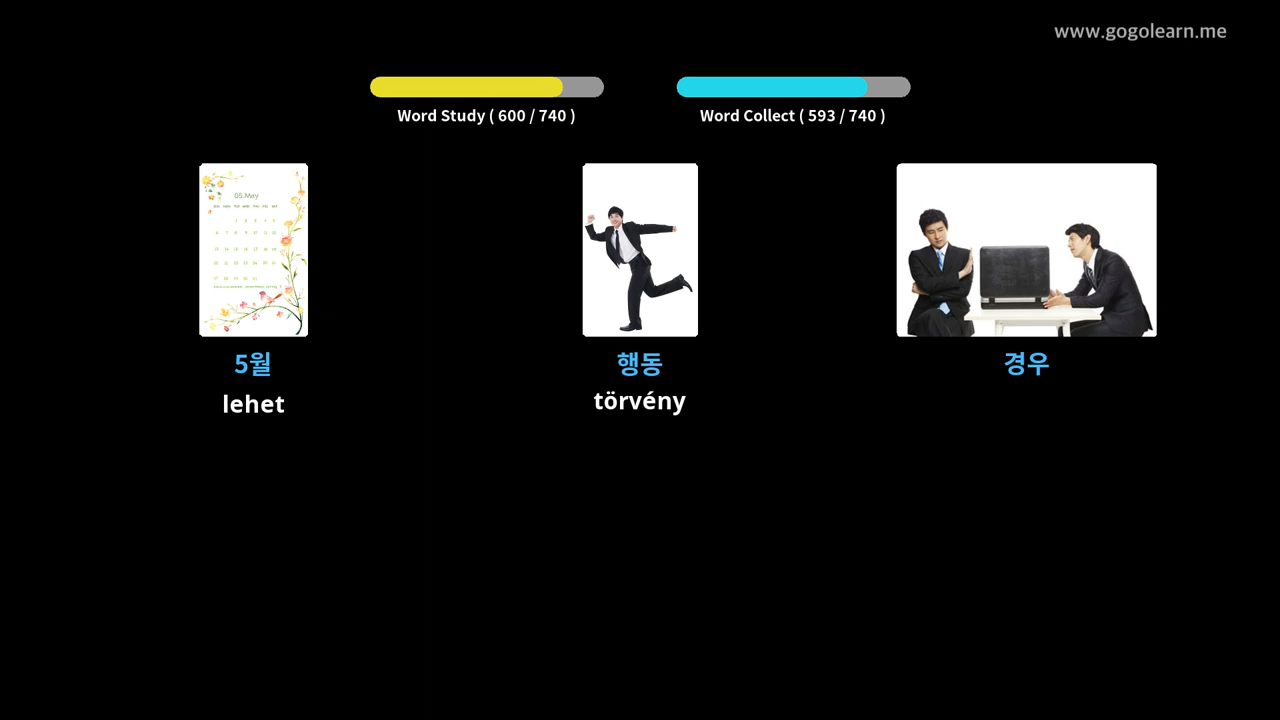 www.gogolearn.me
Word Study ( 600 / 740 )
Word Collect ( 593 / 740 )
05.May
5월
행동
경우
lehet
törvény